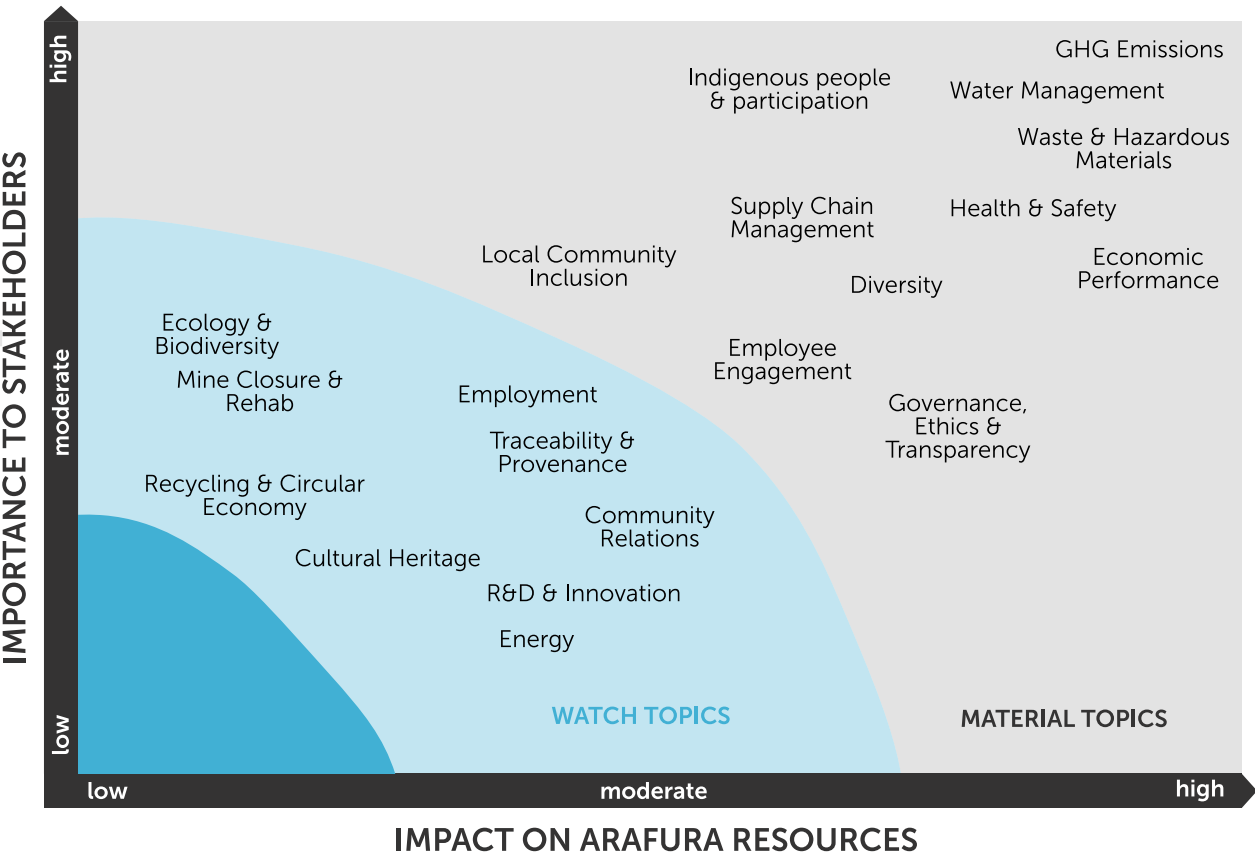 IMPORTANCE TO STAKEHOLDERS
high
moderate
low
GHG Emissions
Indigenous people
& participation
Water Management
Waste & Hazardous
Materials
Supply Chain
Management
Health & Safety
Local Community
Inclusion
Economic
Performance
Diversity
Ecology &
Biodiversity
Employee
Engagement
Mine Closure &
Rehab
Employment
Governance,
Ethics &
Transparency
Traceability &
Provenance
Recycling & Circular
Economy
Community
Relations
Cultural Heritage
R&D & Innovation
Energy
WATCH TOPICS
MATERIAL TOPICS
low
moderate
high
IMPACT ON ARAFURA RESOURCES